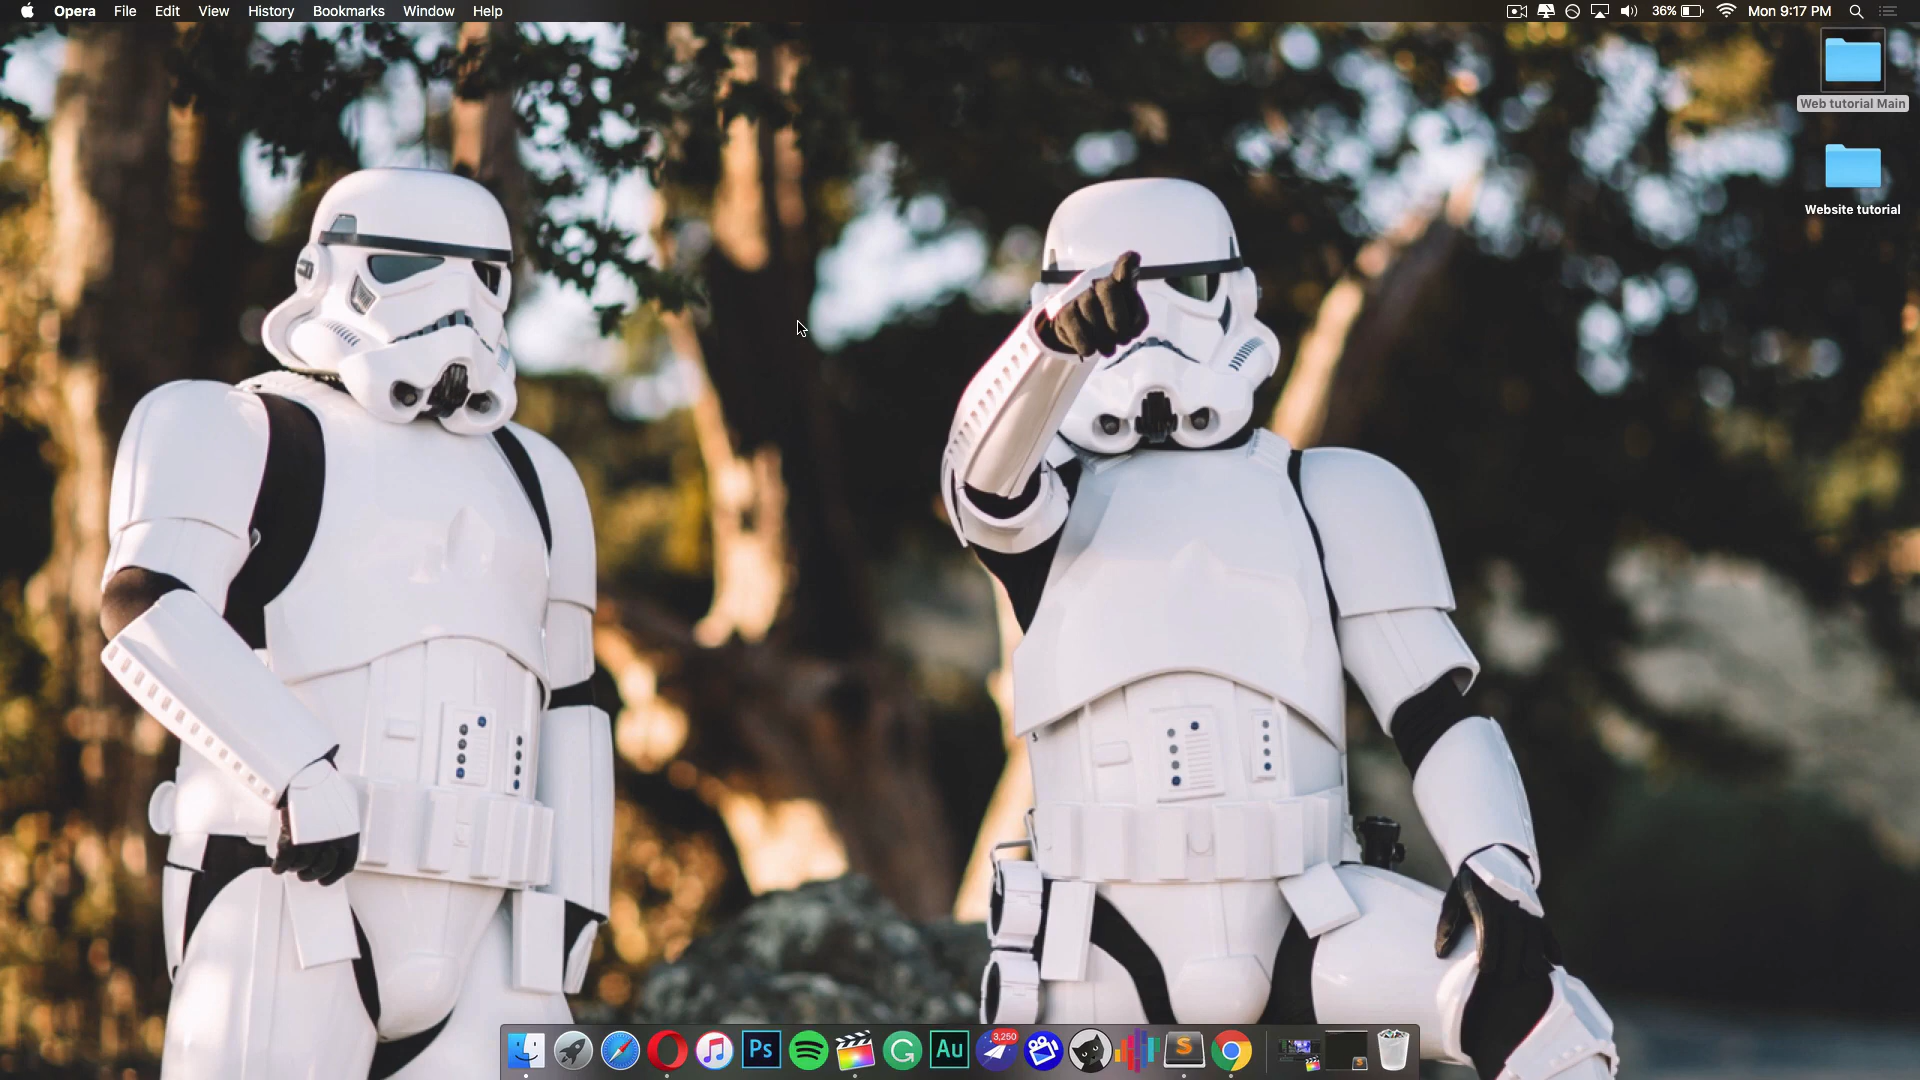 Opera File Edit View History Bookmarks Window Help
36% Mon 9:17 PM
Web tutorial Main
Website tutorial
Ps
Au
3,250
S